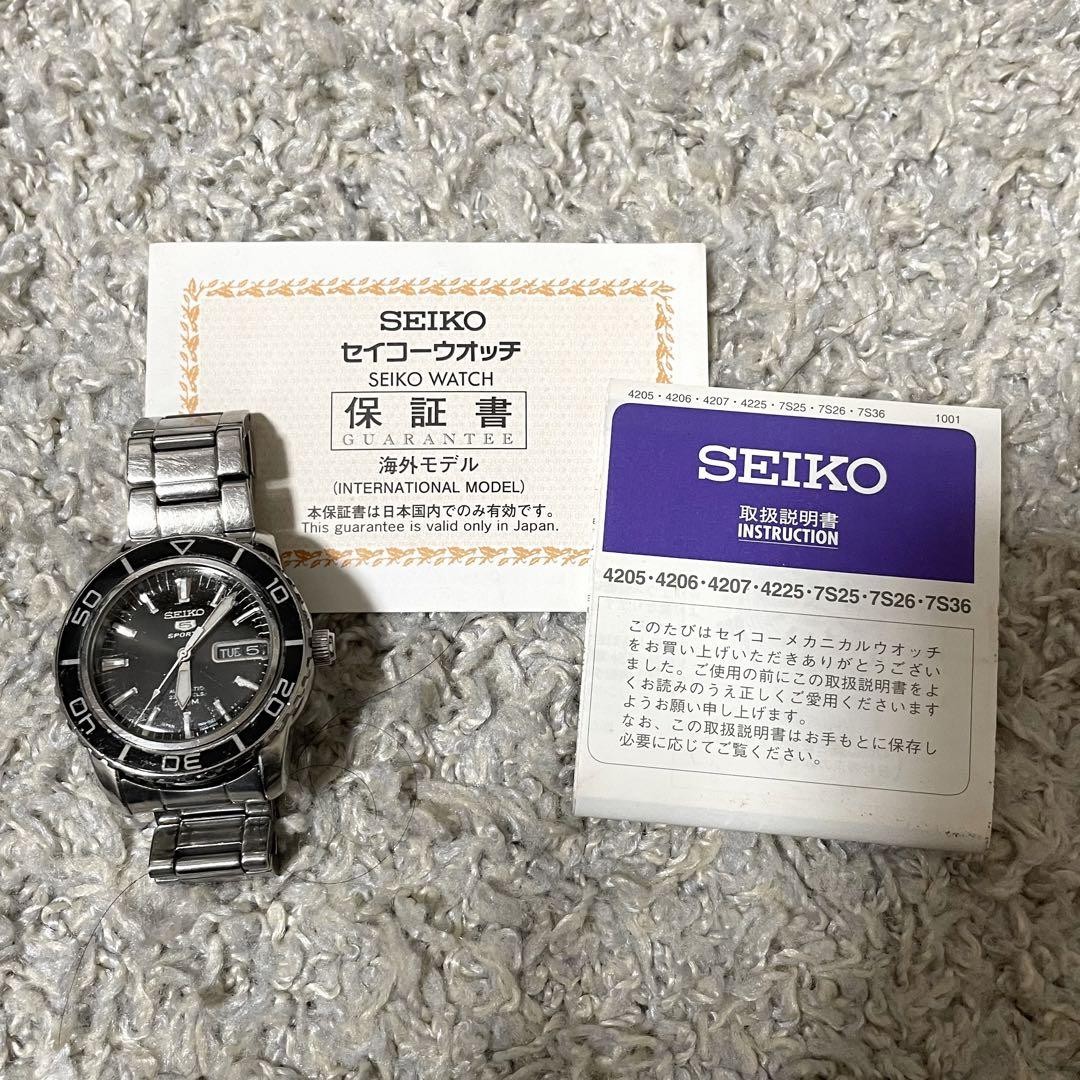 SEIKO
セイコーウオッチ
SEIKO WATCH
保証書
GUARANTEE
海外モデル
(INTERNATIONAL MODEL)
本保証書は日本国内でのみ有効です。
This guarantee is valid only in Japan.
4205・4206・4207・4225・7S25・7S26・7S36
1001
SEIKO
取扱説明書
INSTRUCTION
4205・4206・4207・4225・7S25・7S26・7S36
このたびはセイコーメカニカルウオッチ
をお買い上げいただきありがとうござい
ました。ご使用の前にこの取扱説明書をよ
くお読みのうえ正しくご愛用くださいます
ようお願い申し上げます。
なお、この取扱説明書はお手もとに保存し
必要に応じてご覧ください。
10
20
30
40
50
SEIKO
5
SPORTS
TUE 5